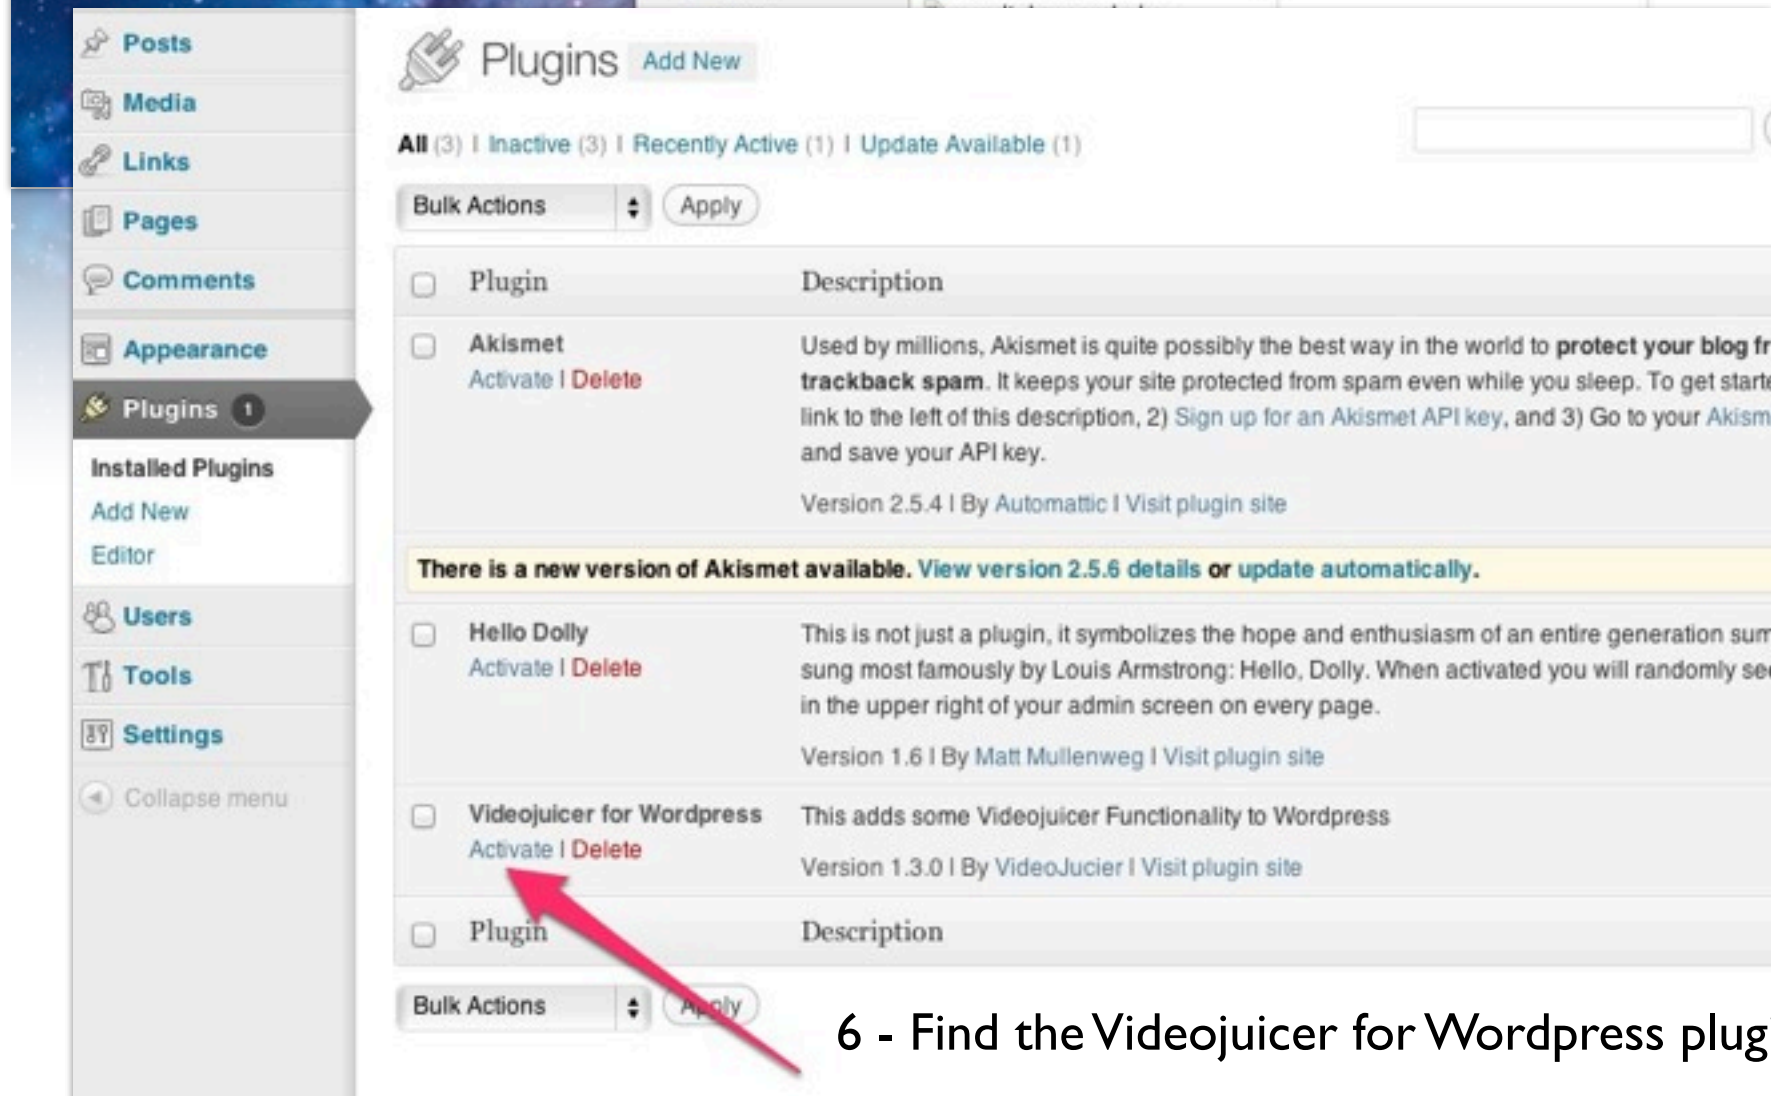 Posts
Media
Links
Pages
Comments
Appearance
Plugins 1
Installed Plugins
Add New
Editor
Users
Tools
Settings
Collapse menu
Plugins Add New
All (3) | Inactive (3) | Recently Active (1) | Update Available (1)
Bulk Actions Apply
Plugin Description
Akismet
Activate | Delete
Used by millions, Akismet is quite possibly the best way in the world to protect your blog fr
trackback spam. It keeps your site protected from spam even while you sleep. To get starte
link to the left of this description, 2) Sign up for an Akismet API key, and 3) Go to your Akism
and save your API key.
Version 2.5.4 | By Automattic | Visit plugin site
There is a new version of Akismet available. View version 2.5.6 details or update automatically.
Hello Dolly
Activate | Delete
This is not just a plugin, it symbolizes the hope and enthusiasm of an entire generation sum
sung most famously by Louis Armstrong: Hello, Dolly. When activated you will randomly see
in the upper right of your admin screen on every page.
Version 1.6 | By Matt Mullenweg | Visit plugin site
Videojuicer for Wordpress
Activate | Delete
This adds some Videojuicer Functionality to Wordpress
Version 1.3.0 | By VideoJucier | Visit plugin site
Plugin Description
Bulk Actions Apply
6 - Find the Videojuicer for Wordpress plug